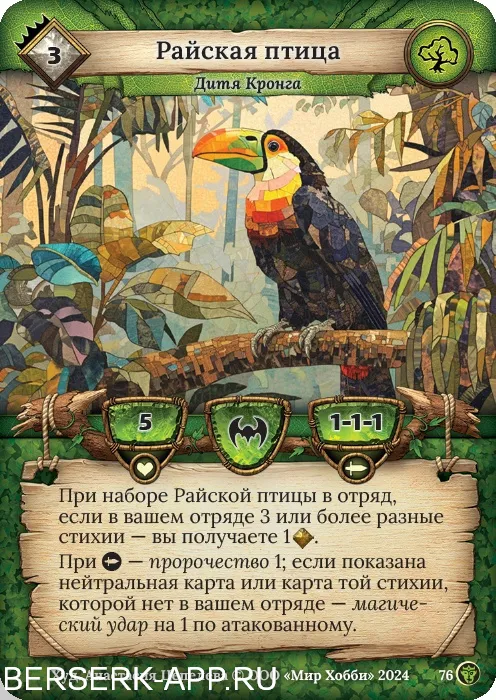 3
Райская птица
Дитя Кронга
5
1-1-1
При наборе Райской птицы в отряд,
если в вашем отряде 3 или более разные
стихии — вы получаете 1 .
При — пророчество 1; если показана
нейтральная карта или карта той стихии,
которой нет в вашем отряде — магиче-
ский удар на 1 по атакованному.
© ООО «Мир Хобби» 2024 76
BERSERK-APP.RU